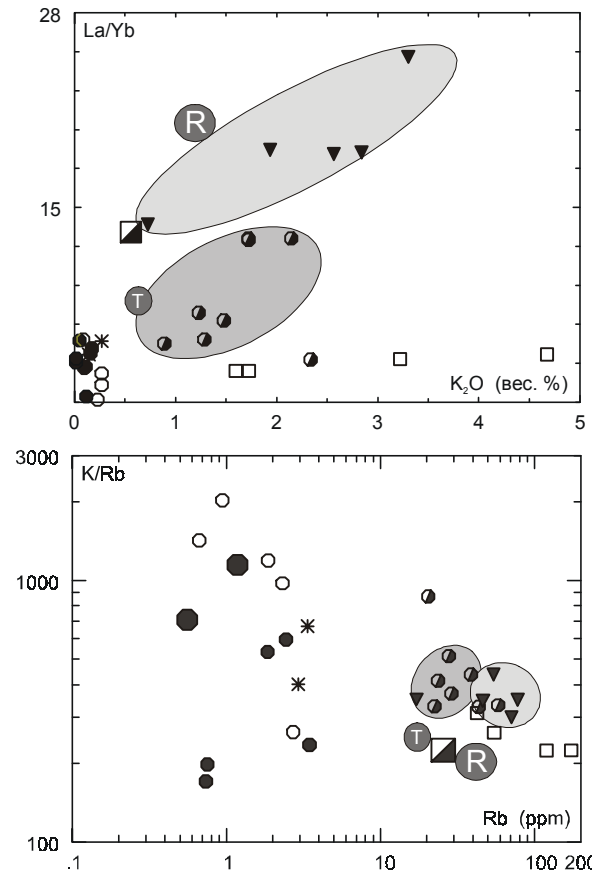 28
La/Yb
R
15
T
K₂O (вес. %)
0 1 2 3 4 5
3000
K/Rb
1000
T
R
Rb (ppm)
100
.1 1 10 100 200